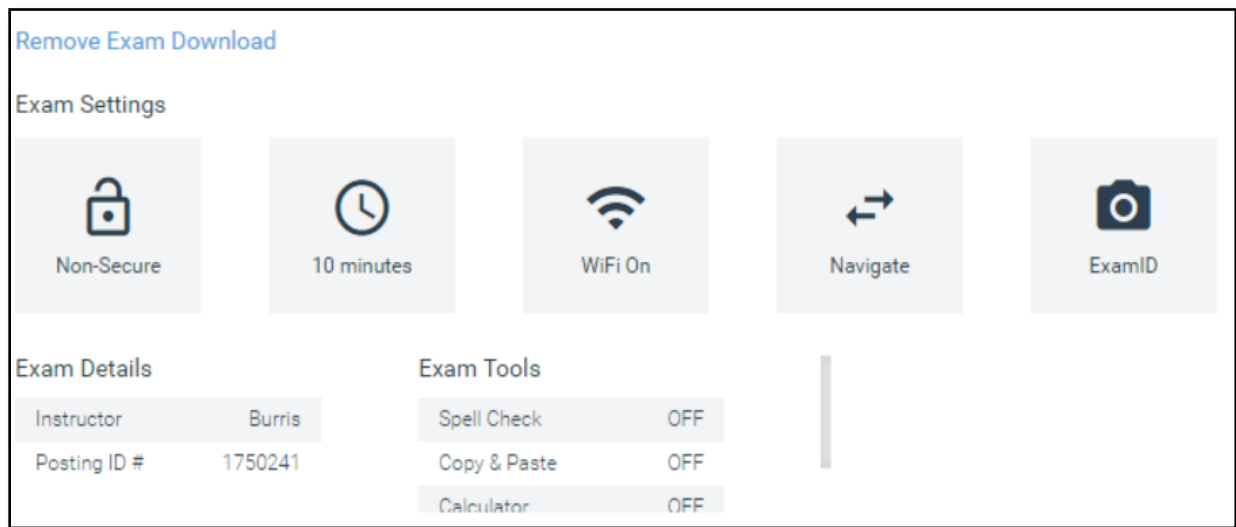 Remove Exam Download
Exam Settings
Non-Secure
10 minutes
WiFi On
Navigate
ExamID
Exam Details
Instructor Burris
Posting ID # 1750241
Exam Tools
Spell Check OFF
Copy & Paste OFF
Calculator OFF